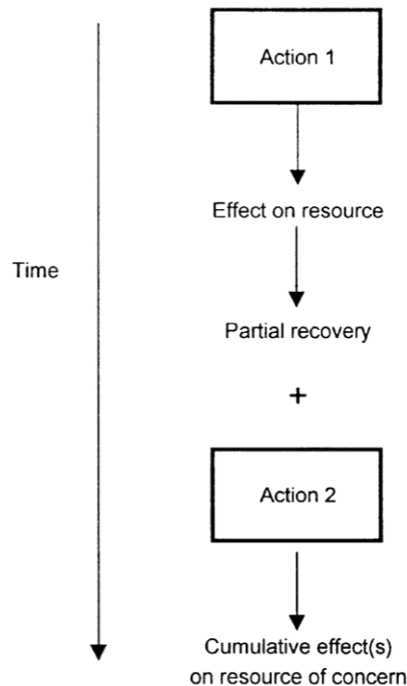 Action 1
Effect on resource
Time
Partial recovery
+
Action 2
Cumulative effect(s)
on resource of concern